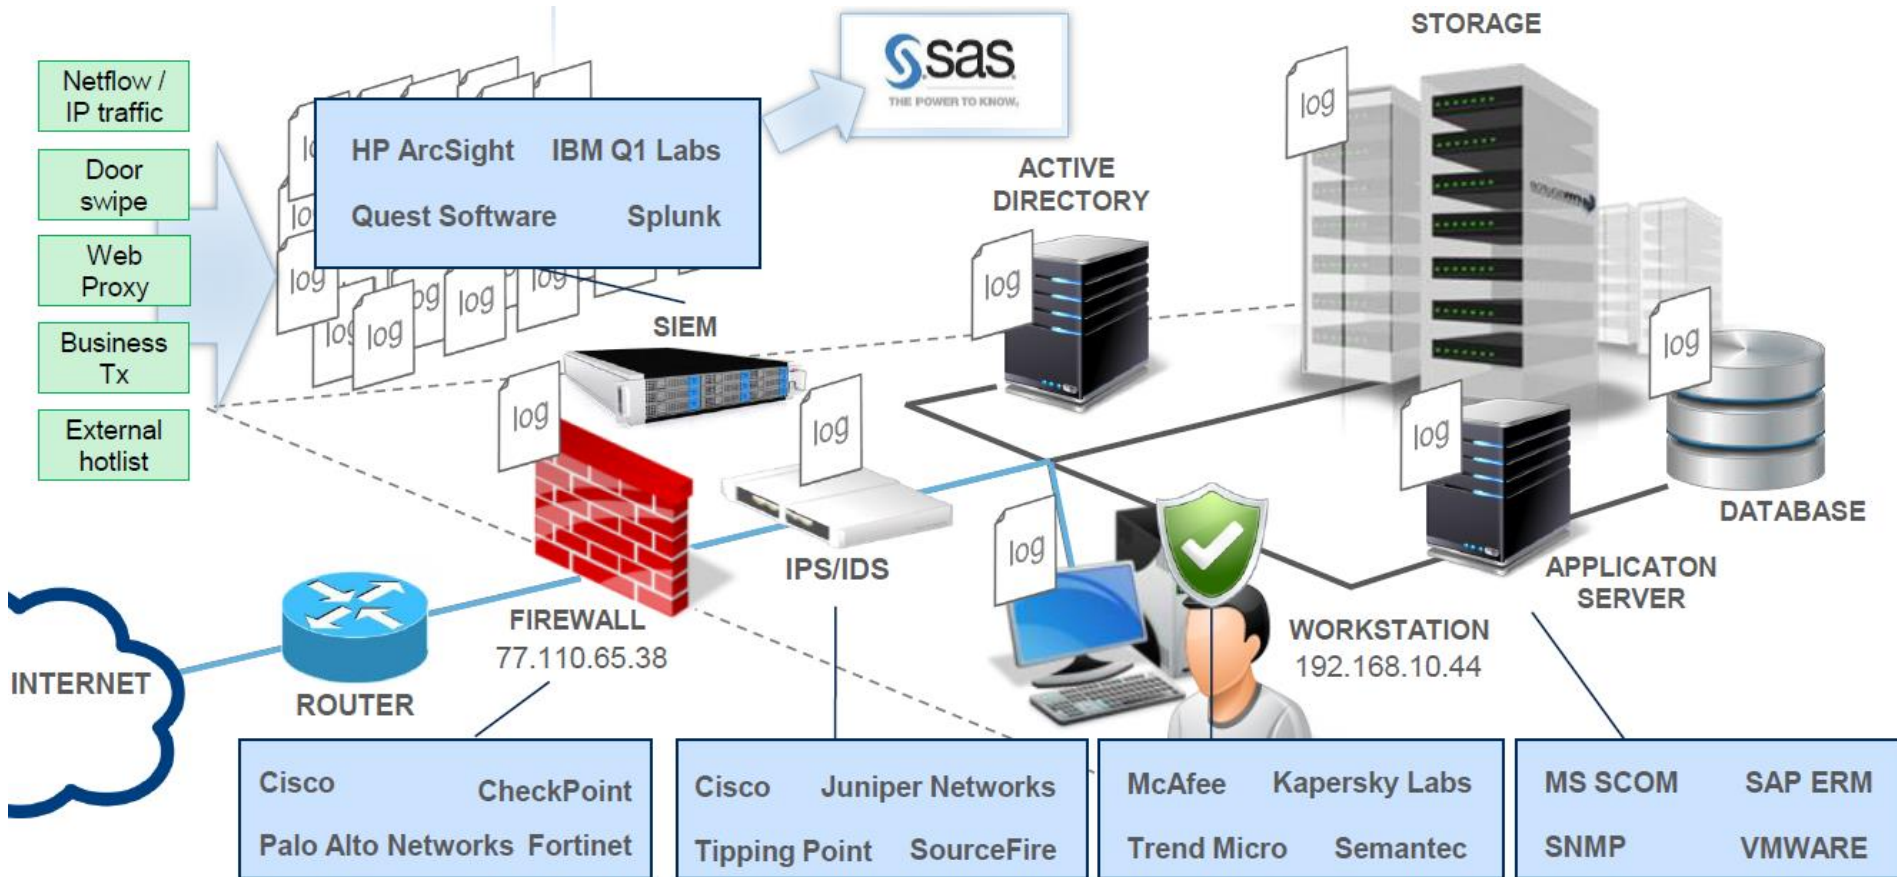 Netflow /
IP traffic
Door
swipe
Web
Proxy
Business
Tx
External
hotlist
HP ArcSight IBM Q1 Labs
Quest Software Splunk
sas
THE POWER TO KNOW
STORAGE
log
ACTIVE
DIRECTORY
log
log
log
log
log
log
log
SIEM
log
log
log
log
DATABASE
IPS/IDS
log
APPLICATON
SERVER
FIREWALL
77.110.65.38
WORKSTATION
192.168.10.44
INTERNET
ROUTER
Cisco CheckPoint
Palo Alto Networks Fortinet
Cisco Juniper Networks
Tipping Point SourceFire
McAfee Kapersky Labs
Trend Micro Semantec
MS SCOM SAP ERM
SNMP VMWARE